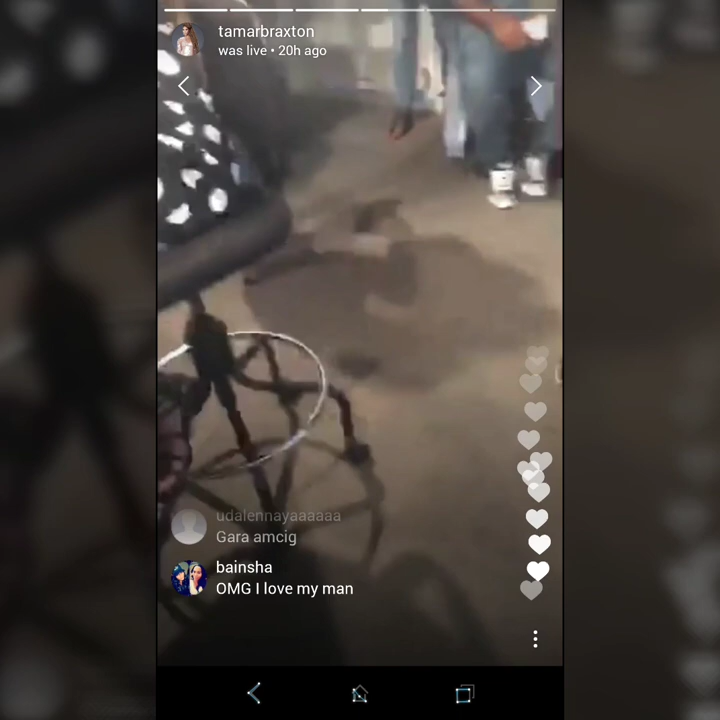 tamarbraxton
was live • 20h ago
udalennayaaaaaa
Gara amcig
bainsha
OMG I love my man